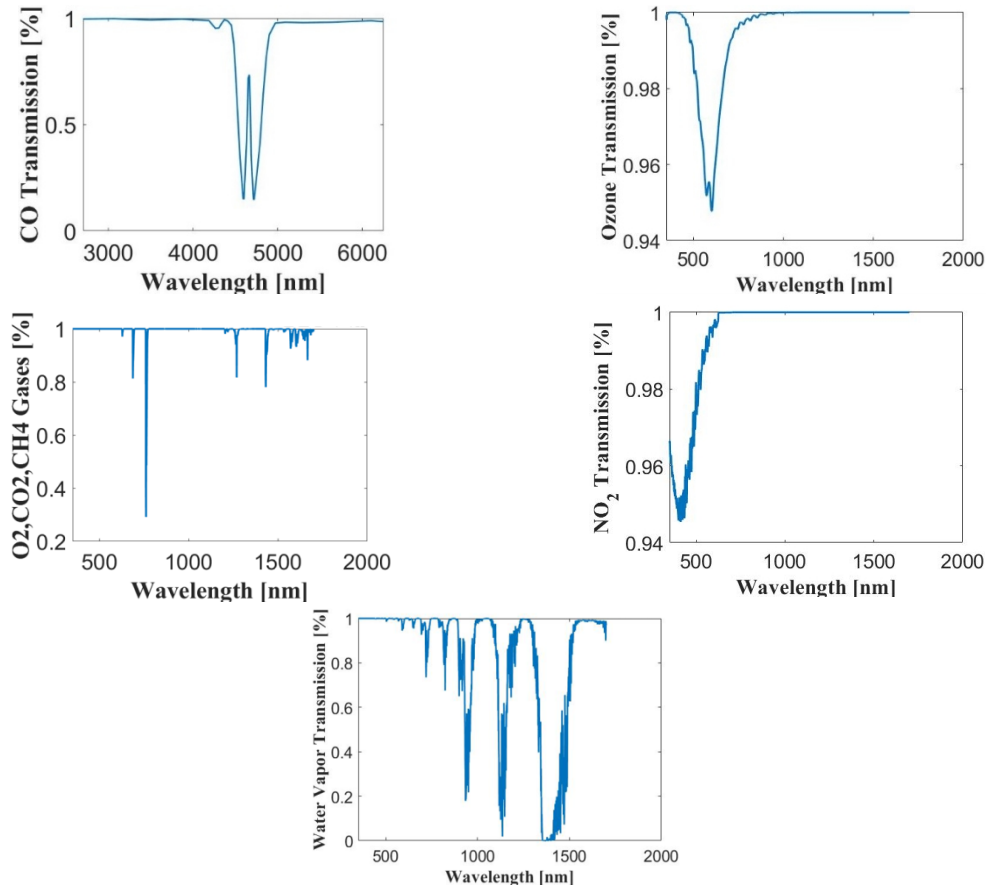 CO Transmission [%]
1
0.5
0
3000 4000 5000 6000
Wavelength [nm]
Ozone Transmission [%]
1
0.98
0.96
0.94
500 1000 1500 2000
Wavelength [nm]
O2,CO2,CH4 Gases [%]
1
0.8
0.6
0.4
0.2
500 1000 1500 2000
Wavelength [nm]
NO2 Transmission [%]
1
0.98
0.96
0.94
500 1000 1500 2000
Wavelength [nm]
Water Vapor Transmission [%]
1
0.8
0.6
0.4
0.2
0
500 1000 1500 2000
Wavelength [nm]